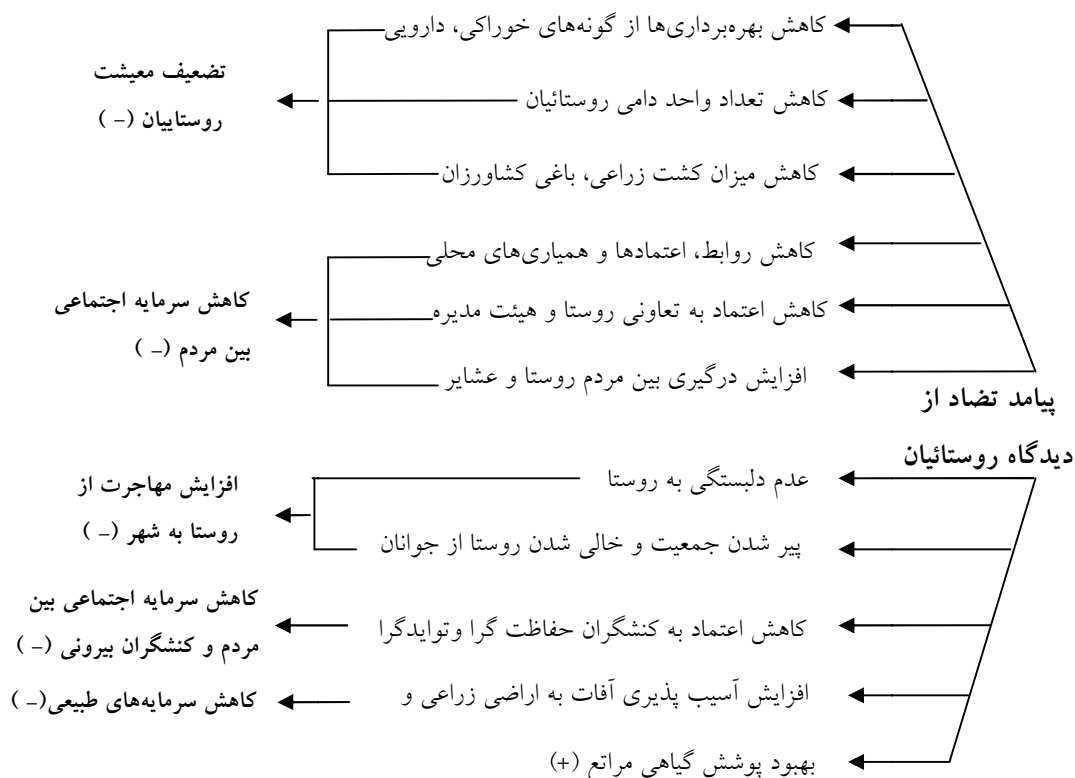 کاهش بهره‌برداری‌ها از گونه‌های خوراکی، دارویی
کاهش تعداد واحد دامی روستائیان
کاهش میزان کشت زراعی، باغی کشاورزان
تضعیف معیشت
روستاییان (- )
کاهش روابط، اعتمادها و همیاری‌های محلی
کاهش اعتماد به تعاونی روستا و هیئت مدیره
افزایش درگیری بین مردم روستا و عشایر
کاهش سرمایه اجتماعی
بین مردم (- )
پیامد تضاد از
دیدگاه روستائیان
عدم دلبستگی به روستا
پیر شدن جمعیت و خالی شدن روستا از جوانان
افزایش مهاجرت از
روستا به شهر (- )
کاهش اعتماد به کنشگران حفاظت گرا وتوایدگرا
کاهش سرمایه اجتماعی بین
مردم و کنشگران بیرونی (- )
افزایش آسیب پذیری آفات به اراضی زراعی و
کاهش سرمایه‌های طبیعی(- )
بهبود پوشش گیاهی مراتع (+)